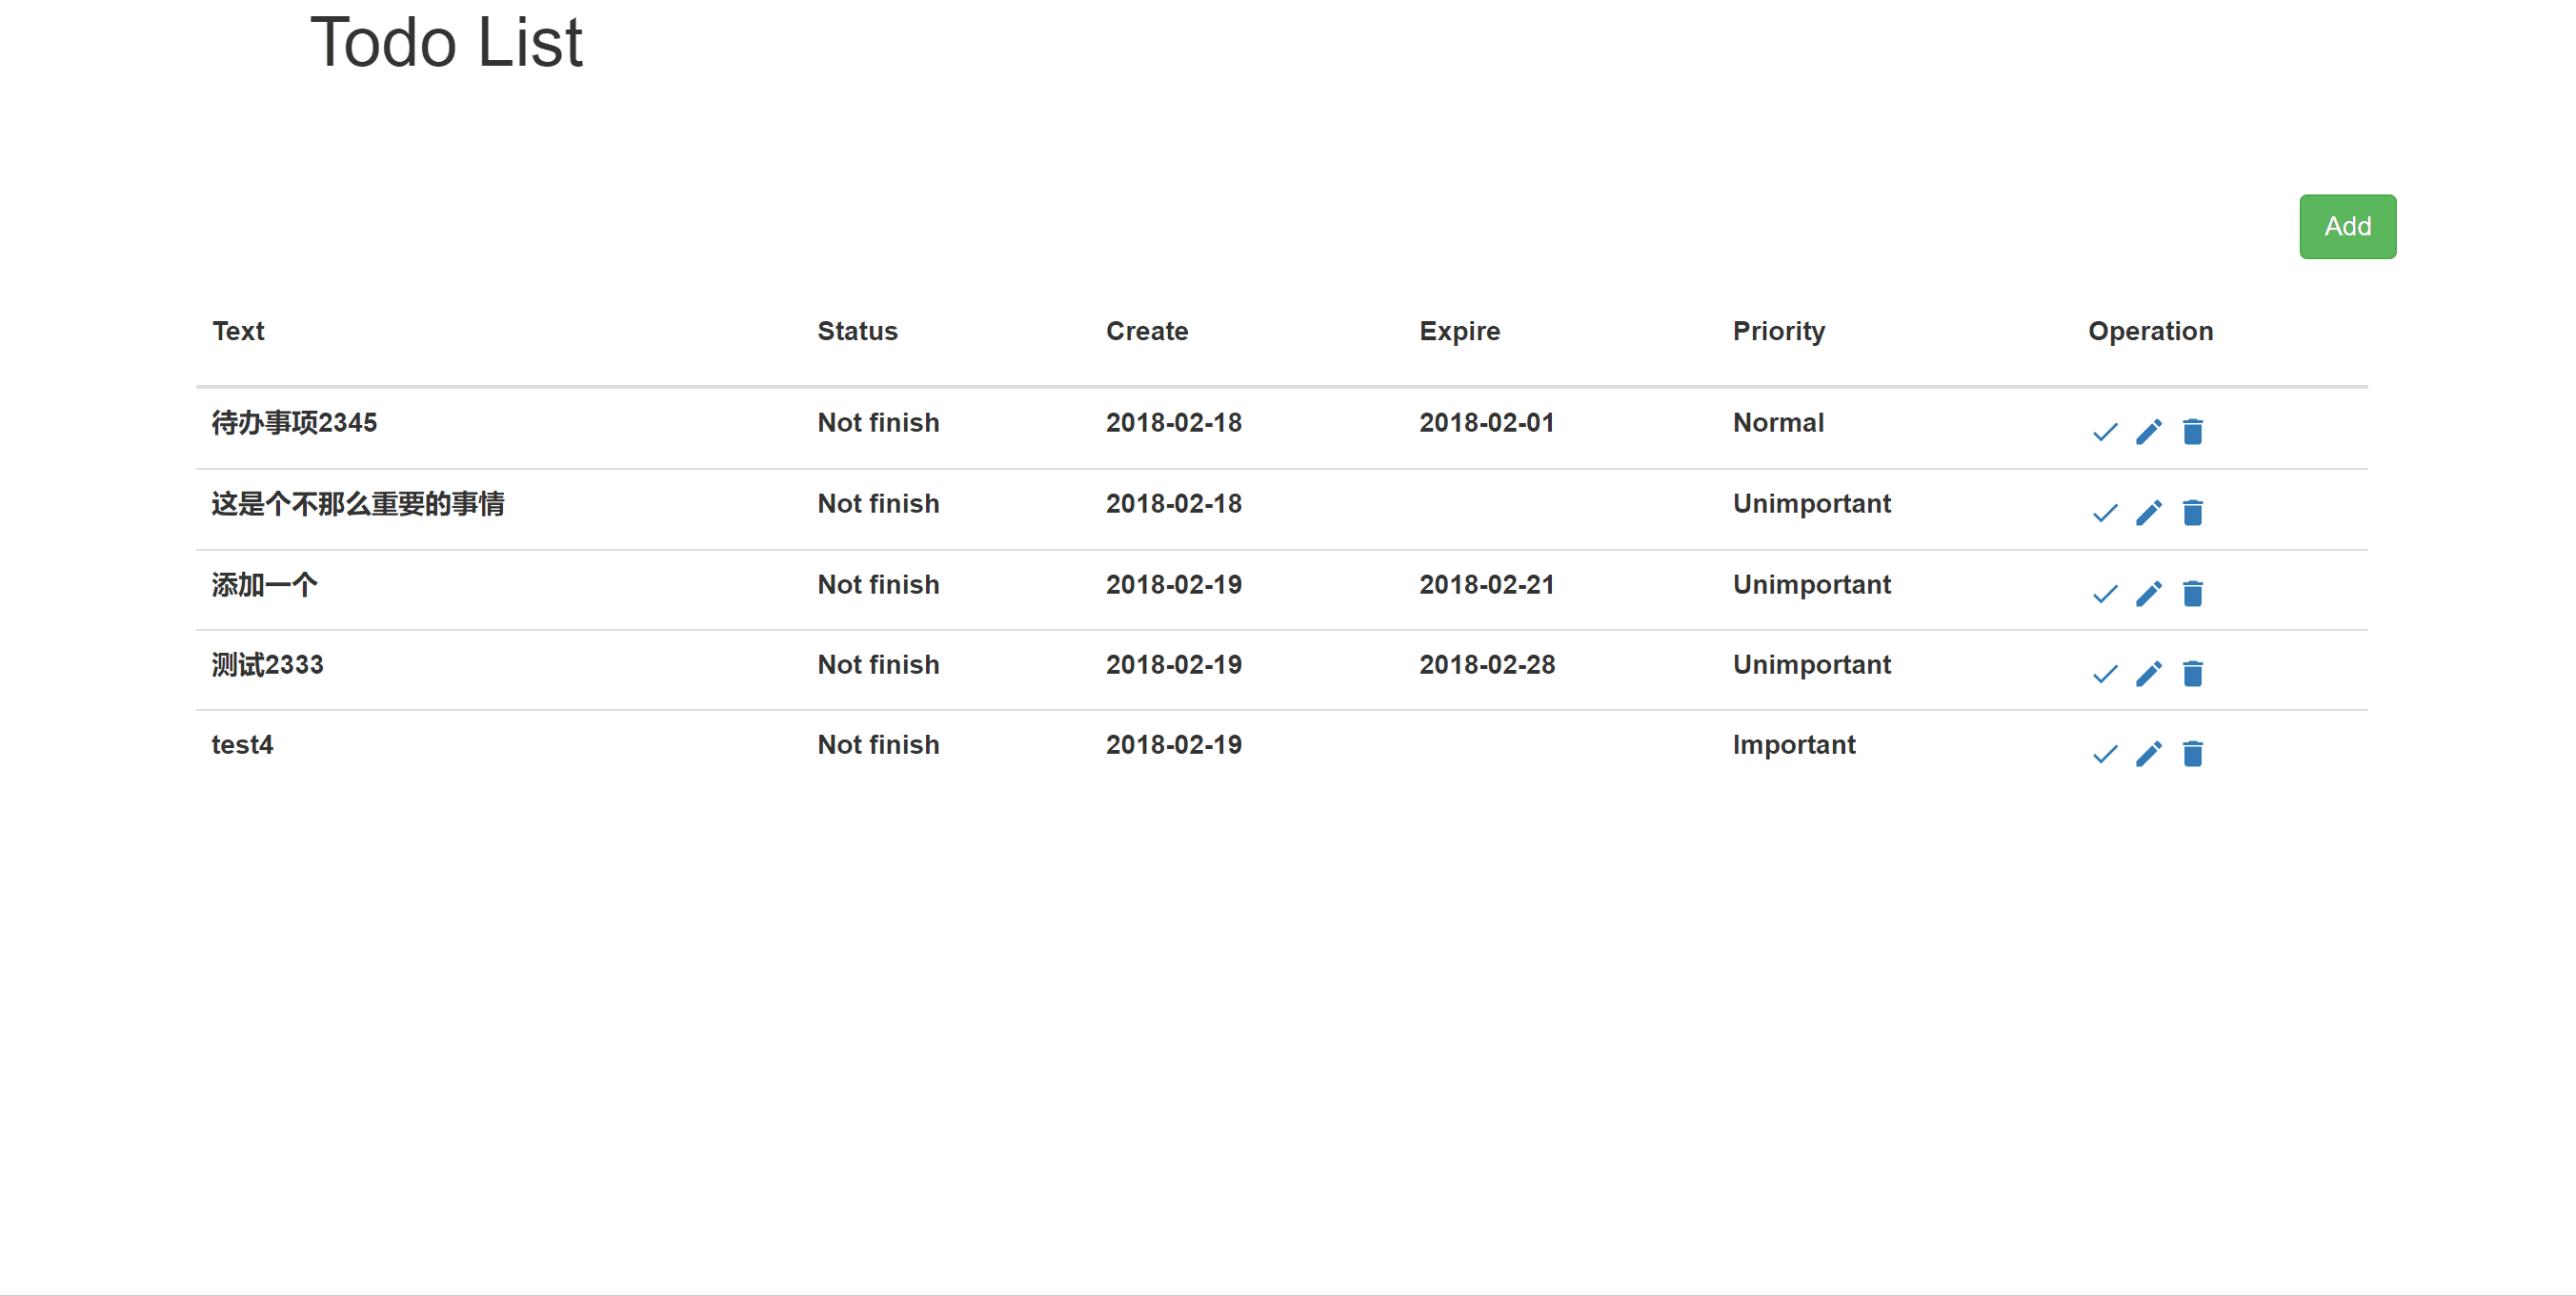 Todo List
Add
Text Status Create Expire Priority Operation
待办事项2345 Not finish 2018-02-18 2018-02-01 Normal
这是个不那么重要的事情 Not finish 2018-02-18 Unimportant
添加一个 Not finish 2018-02-19 2018-02-21 Unimportant
测试2333 Not finish 2018-02-19 2018-02-28 Unimportant
test4 Not finish 2018-02-19 Important